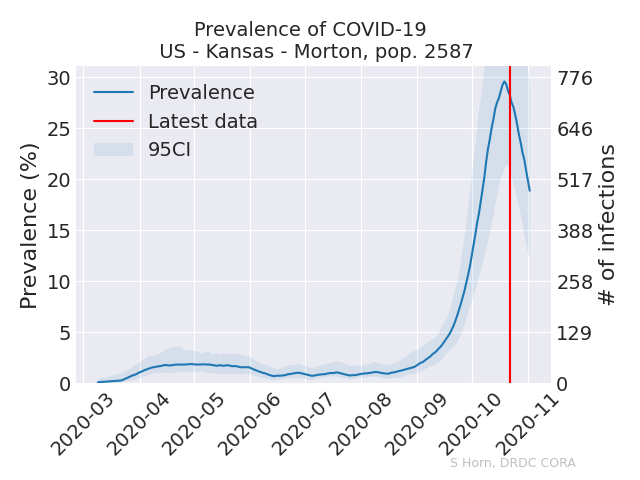 Prevalence of COVID-19
US - Kansas - Morton, pop. 2587
Prevalence
Latest data
95CI
Prevalence (%)
30
25
20
15
10
5
0
776
646
517
388
258
129
0
# of infections
2020-03
2020-04
2020-05
2020-06
2020-07
2020-08
2020-09
2020-10
2020-11
S Horn, DRDC CORA